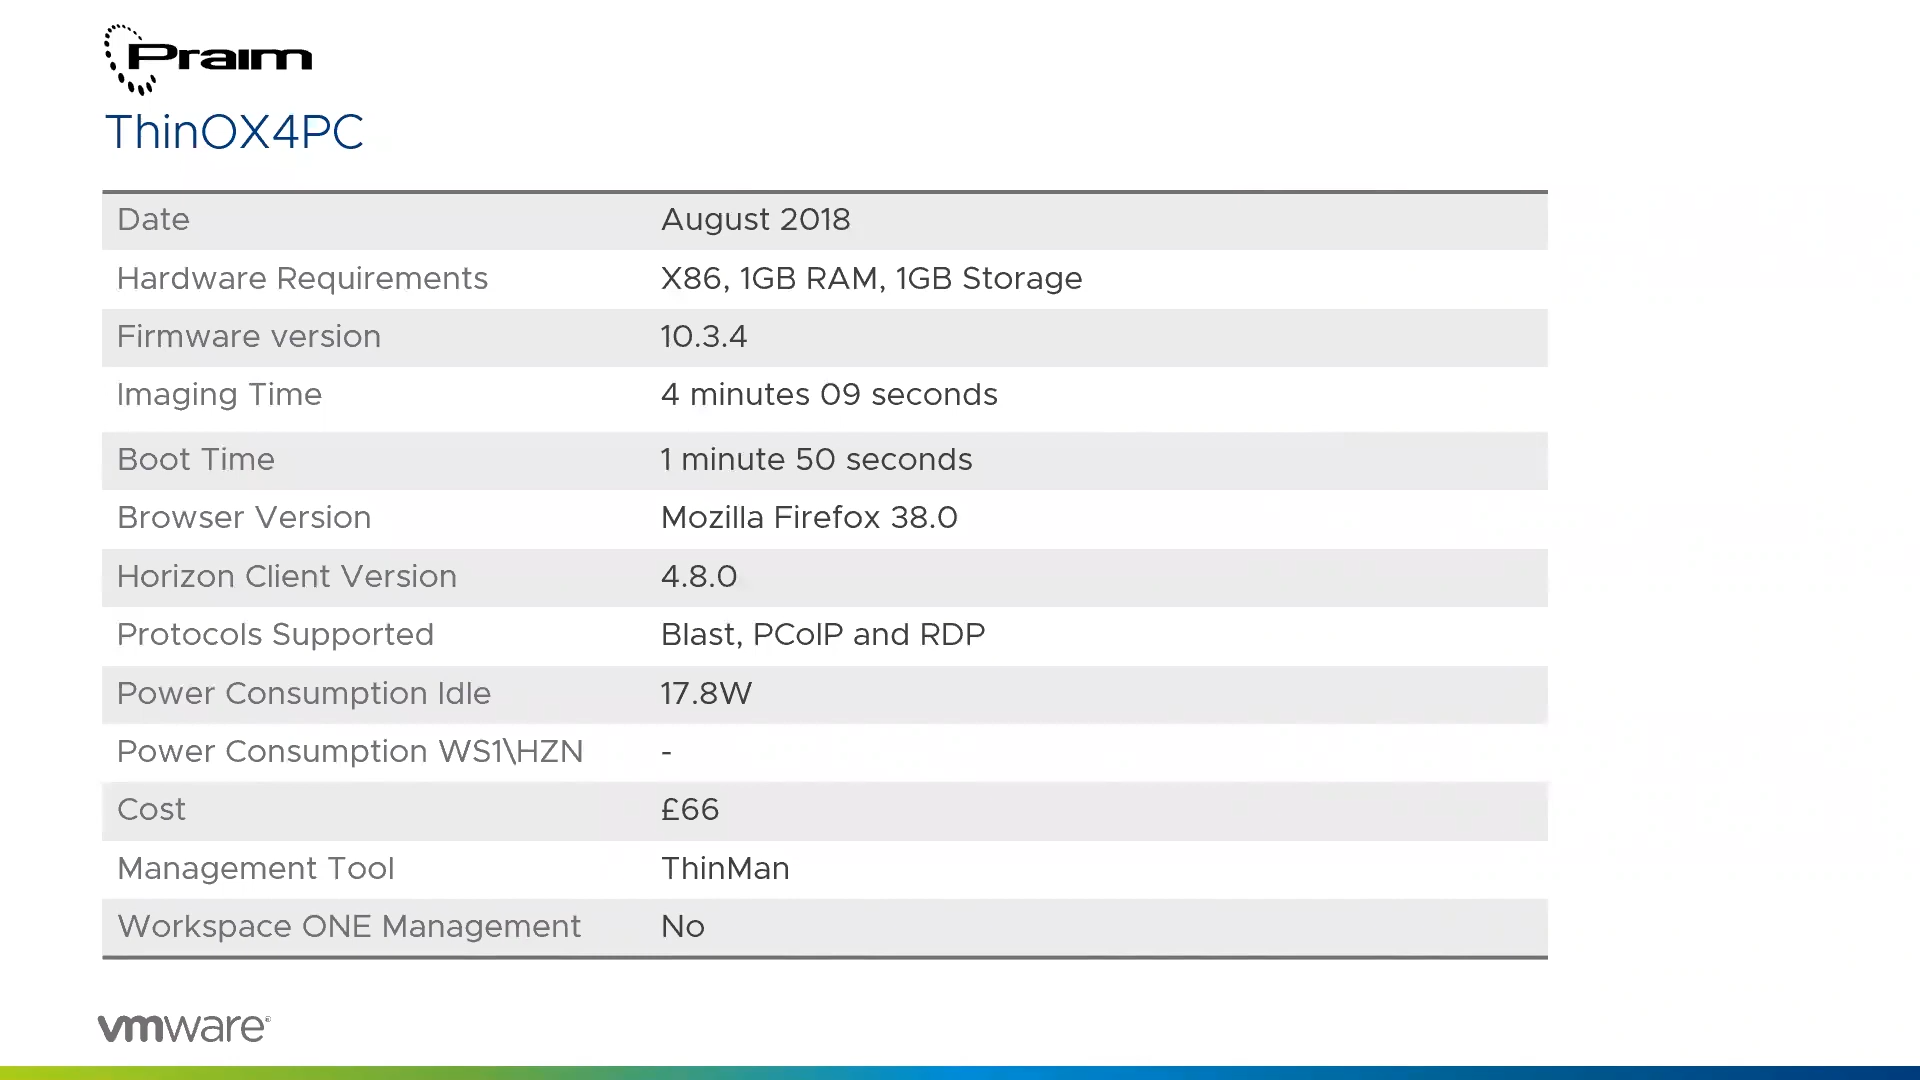 Praim
ThinOX4PC
Date August 2018
Hardware Requirements X86, 1GB RAM, 1GB Storage
Firmware version 10.3.4
Imaging Time 4 minutes 09 seconds
Boot Time 1 minute 50 seconds
Browser Version Mozilla Firefox 38.0
Horizon Client Version 4.8.0
Protocols Supported Blast, PCoIP and RDP
Power Consumption Idle 17.8W
Power Consumption WS1\HZN -
Cost £66
Management Tool ThinMan
Workspace ONE Management No
vmware®